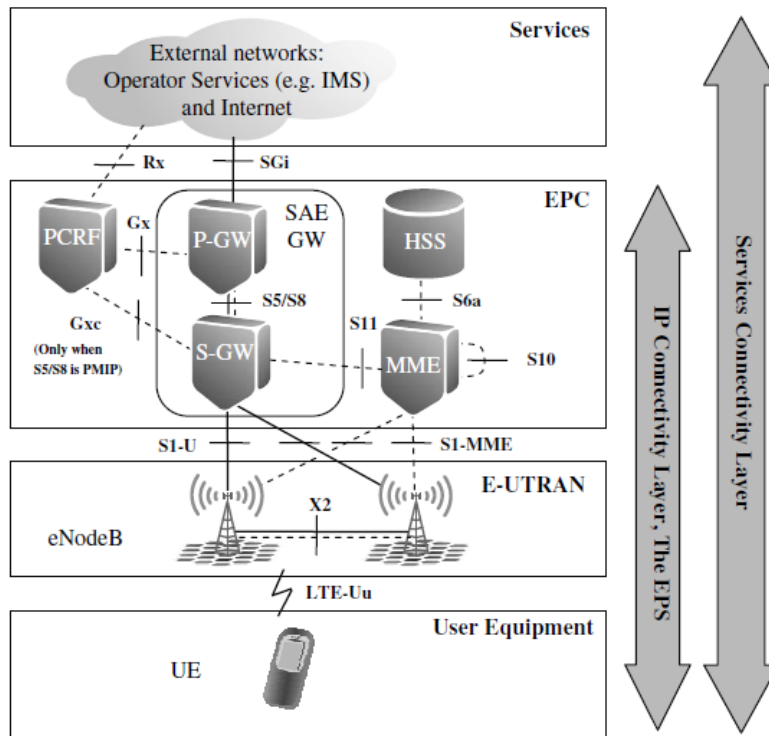 Services
External networks:
Operator Services (e.g. IMS)
and Internet
Rx
SGi
EPC
SAE
GW
PCRF
Gx
P-GW
HSS
S5/S8
S6a
Gxc
(Only when
S5/S8 is PMIP)
S-GW
S11
MME
S10
S1-U
S1-MME
E-UTRAN
X2
eNodeB
LTE-Uu
User Equipment
UE
IP Connectivity Layer, The EPS
Services Connectivity Layer